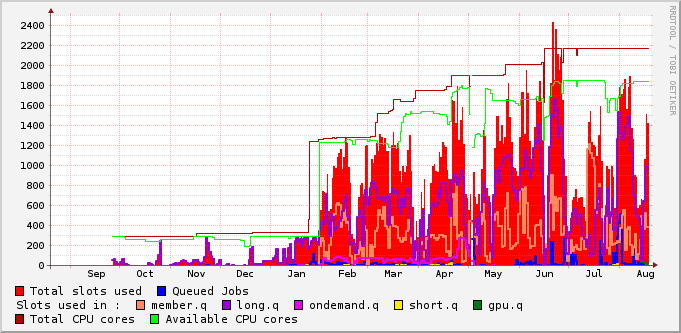 2400
2200
2000
1800
1600
1400
1200
1000
800
600
400
200
0
Sep Oct Nov Dec Jan Feb Mar Apr May Jun Jul Aug
RRDTOOL / TOBI OETIKER
Total slots used Queued Jobs
Slots used in : member.q long.q ondemand.q short.q gpu.q
Total CPU cores Available CPU cores